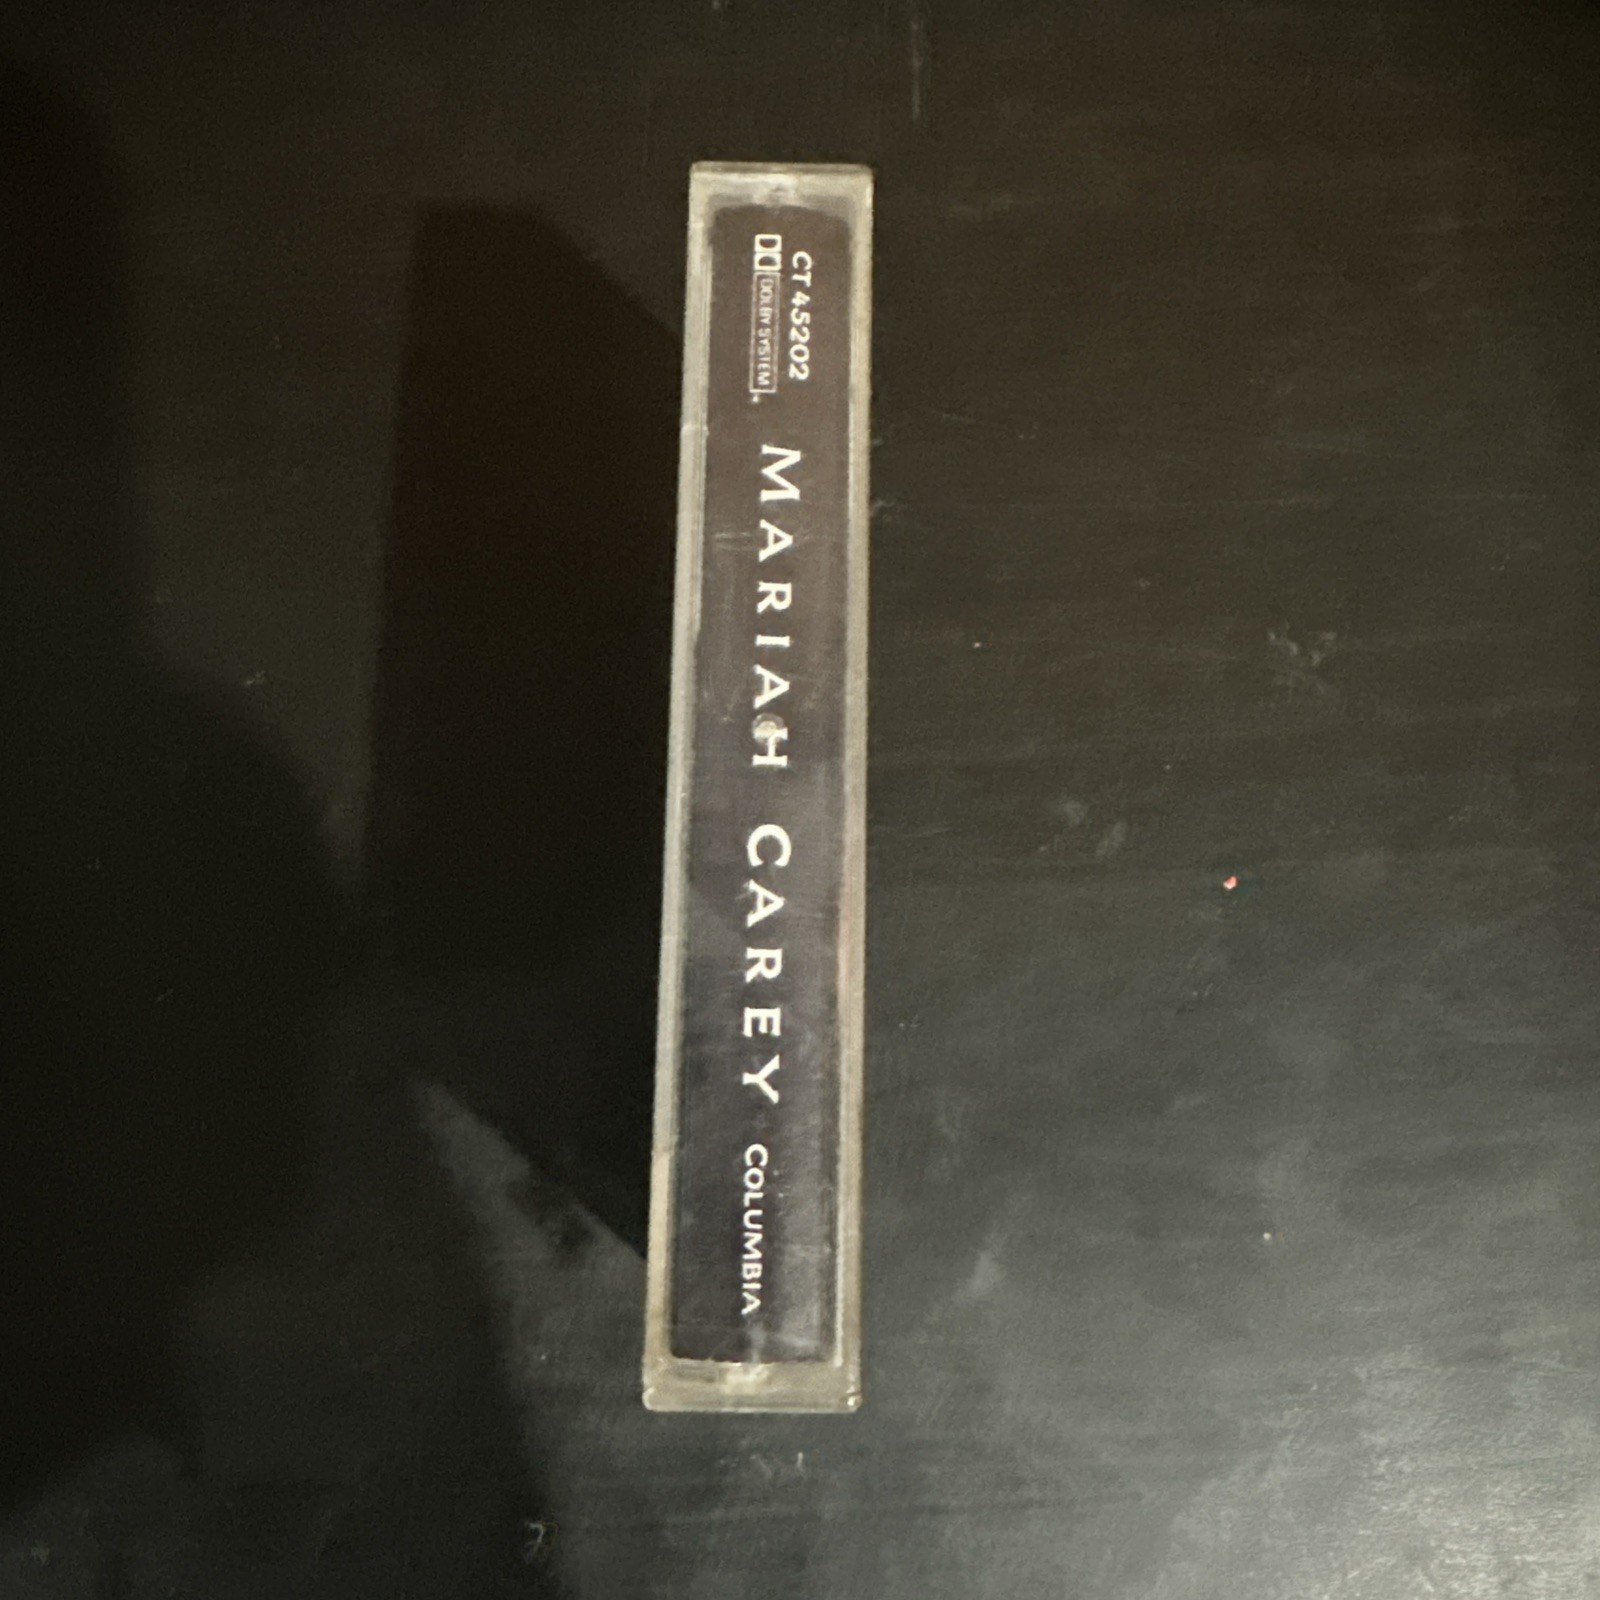 CT 45202
DOLBY SYSTEM
MARIAH CAREY
COLUMBIA